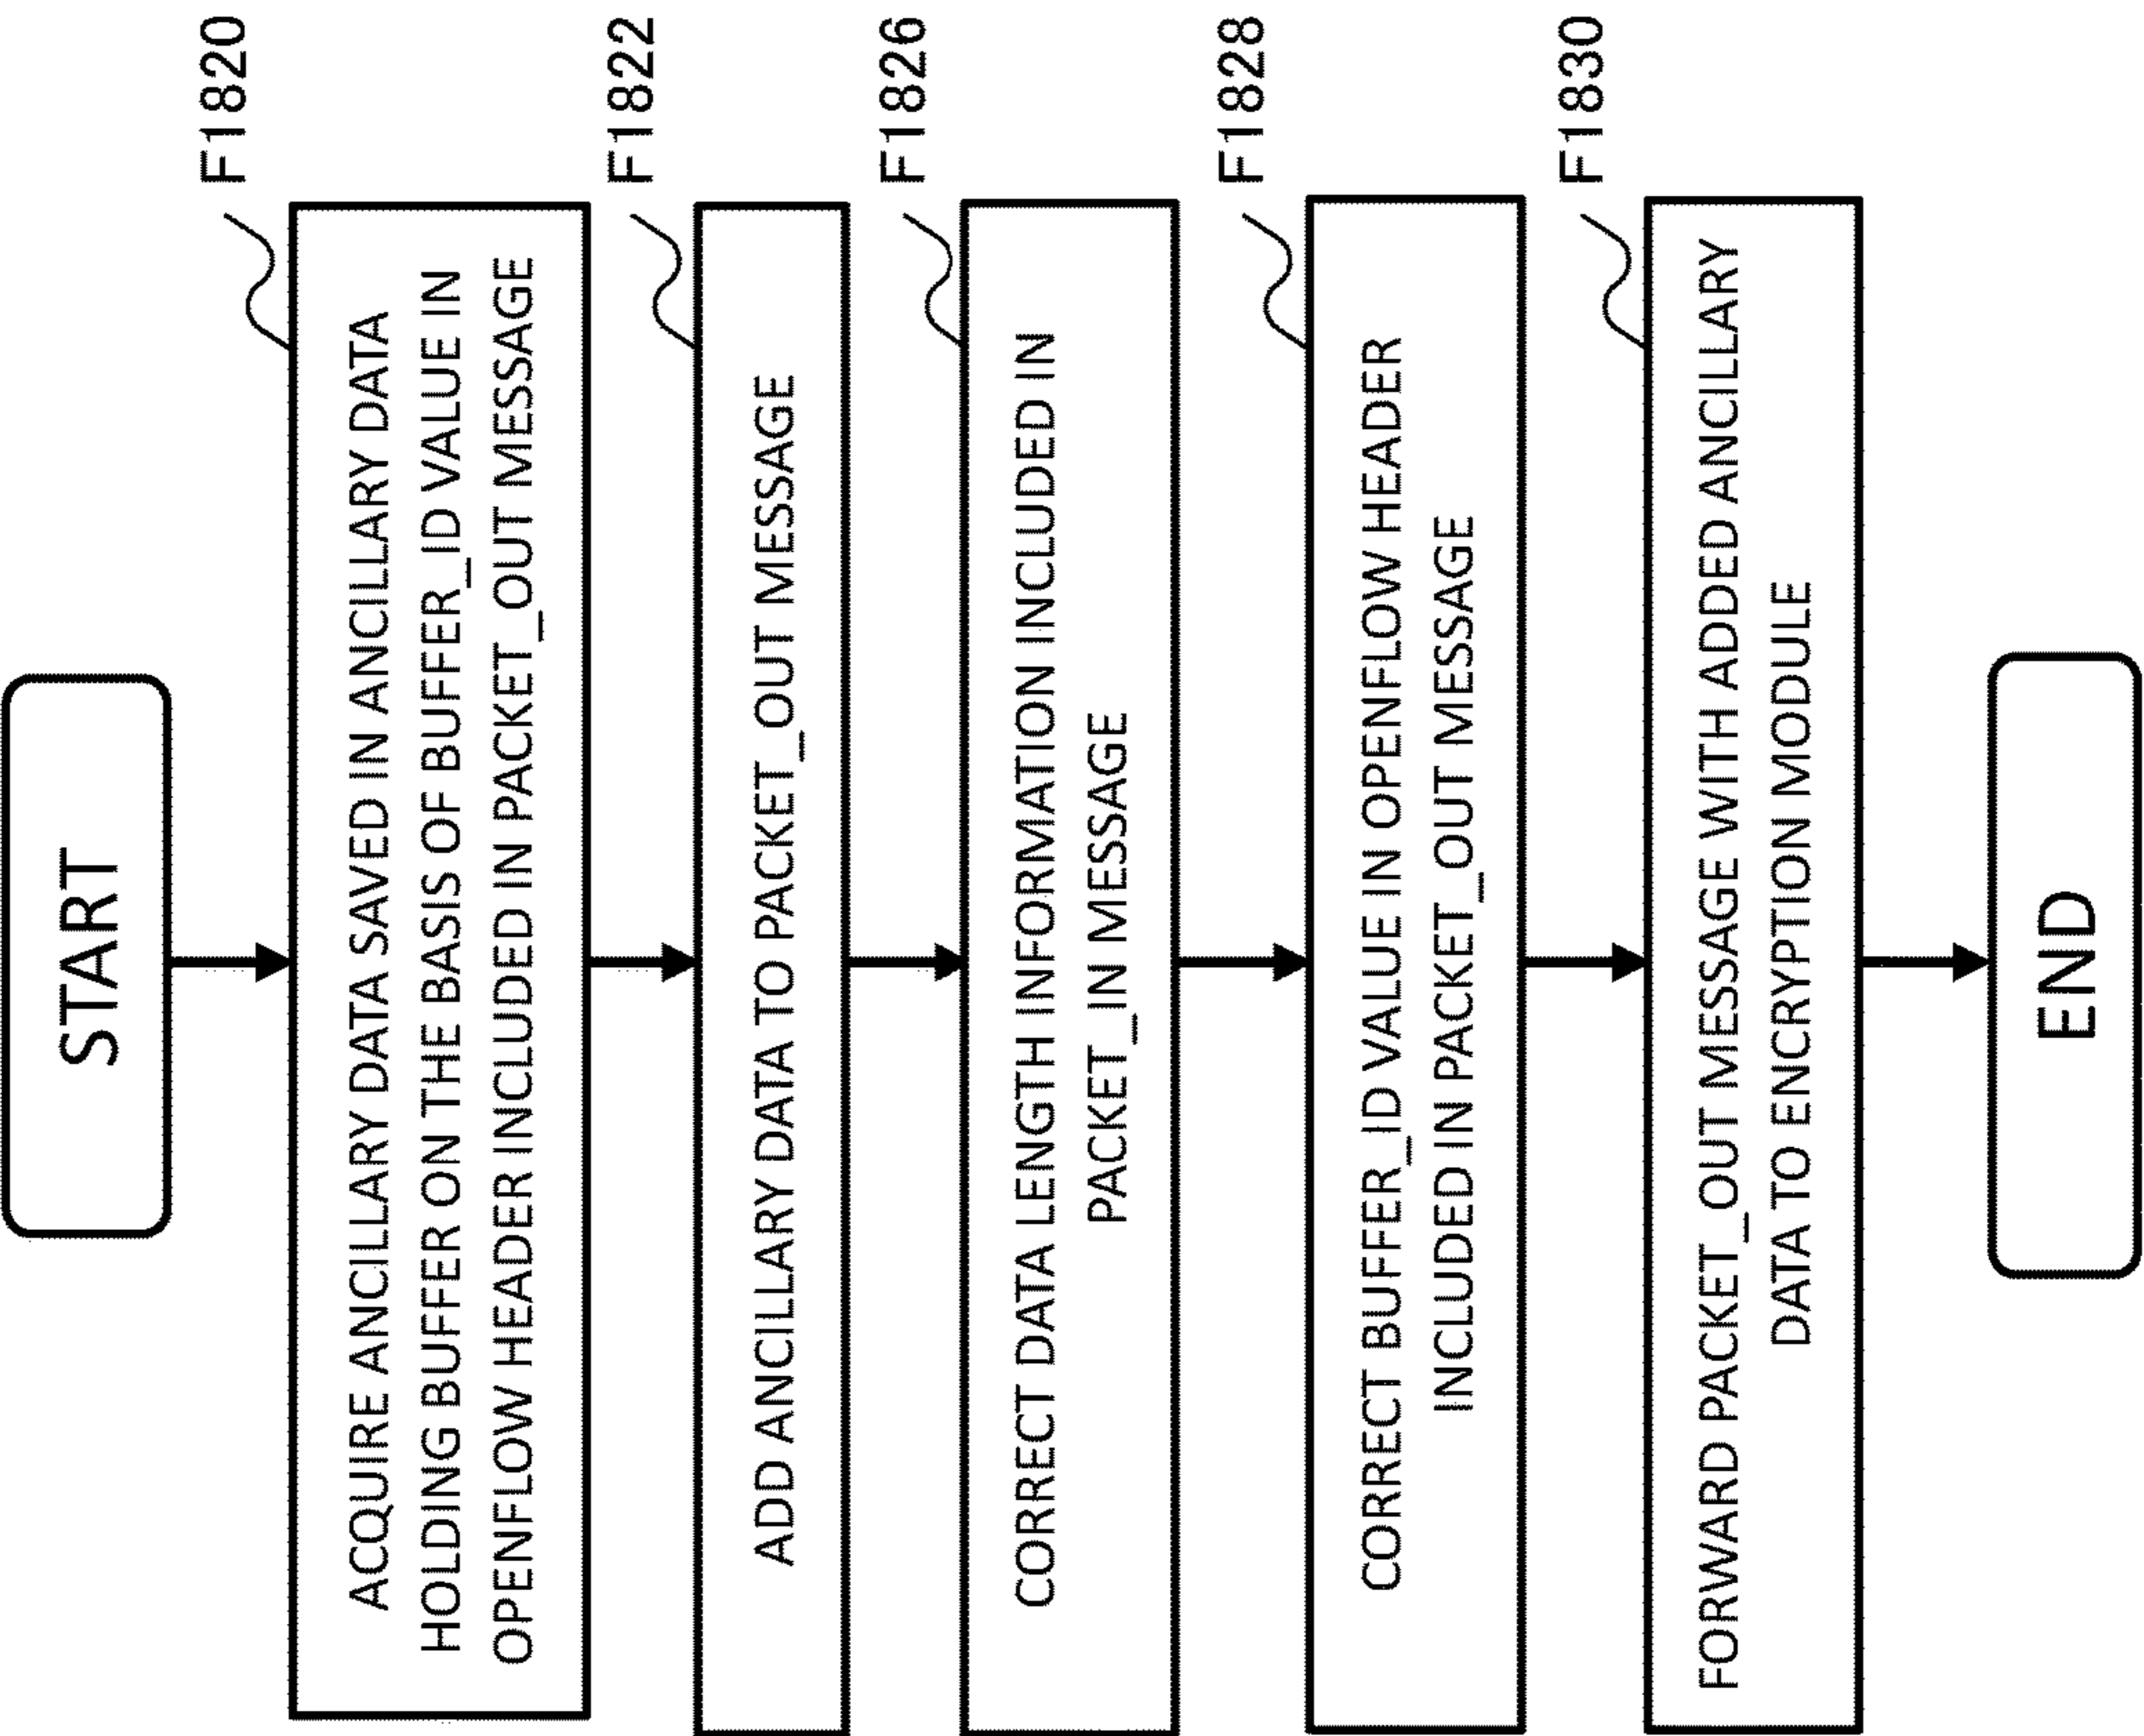 START
F1820
ACQUIRE ANCILLARY DATA SAVED IN ANCILLARY DATA
HOLDING BUFFER ON THE BASIS OF BUFFER_ID VALUE IN
OPENFLOW HEADER INCLUDED IN PACKET_OUT MESSAGE
F1822
ADD ANCILLARY DATA TO PACKET_OUT MESSAGE
F1826
CORRECT DATA LENGTH INFORMATION INCLUDED IN
PACKET_IN MESSAGE
F1828
CORRECT BUFFER_ID VALUE IN OPENFLOW HEADER
INCLUDED IN PACKET_OUT MESSAGE
F1830
FORWARD PACKET_OUT MESSAGE WITH ADDED ANCILLARY
DATA TO ENCRYPTION MODULE
END